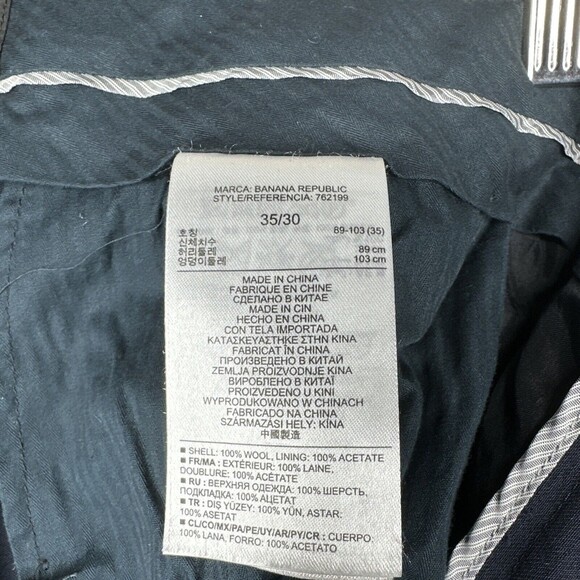 MARCA: BANANA REPUBLIC
STYLE/REFERENCIA: 762199
35/30
호칭 89-103 (35)
신체치수
허리둘레 89 cm
엉덩이둘레 103 cm
MADE IN CHINA
FABRIQUE EN CHINE
СДЕЛАНО В КИТАЕ
MADE IN CIN
HECHO EN CHINA
CON TELA IMPORTADA
ΚΑΤΑΣΚΕΥΑΣΤΗΚΕ ΣΤΗΝ ΚΙΝΑ
FABRICAT ÎN CHINA
ПРОИЗВЕДЕНО В КИТАЙ
ZEMLJA PROIZVODNJE KINA
ВИРОБЛЕНО В КИТАЇ
PROIZVEDENO U KINI
WYPRODUKOWANO W CHINACH
FABRICADO NA CHINA
SZÁRMAZÁSI HELY: KÍNA
中國製造
■ SHELL: 100% WOOL, LINING: 100% ACETATE
■ FR/MA : EXTÉRIEUR: 100% LAINE,
DOUBLURE: 100% ACÉTATE
■ RU : ВЕРХНЯЯ ОДЕЖДА: 100% ШЕРСТЬ,
ПОДКЛАДКА: 100% АЦЕТАТ
■ TR : DIŞ YÜZEY: 100% YÜN, ASTAR:
100% ASETAT
■ CL/CO/MX/PA/PE/UY/AR/PY/CR : CUERPO:
100% LANA, FORRO: 100% ACETATO